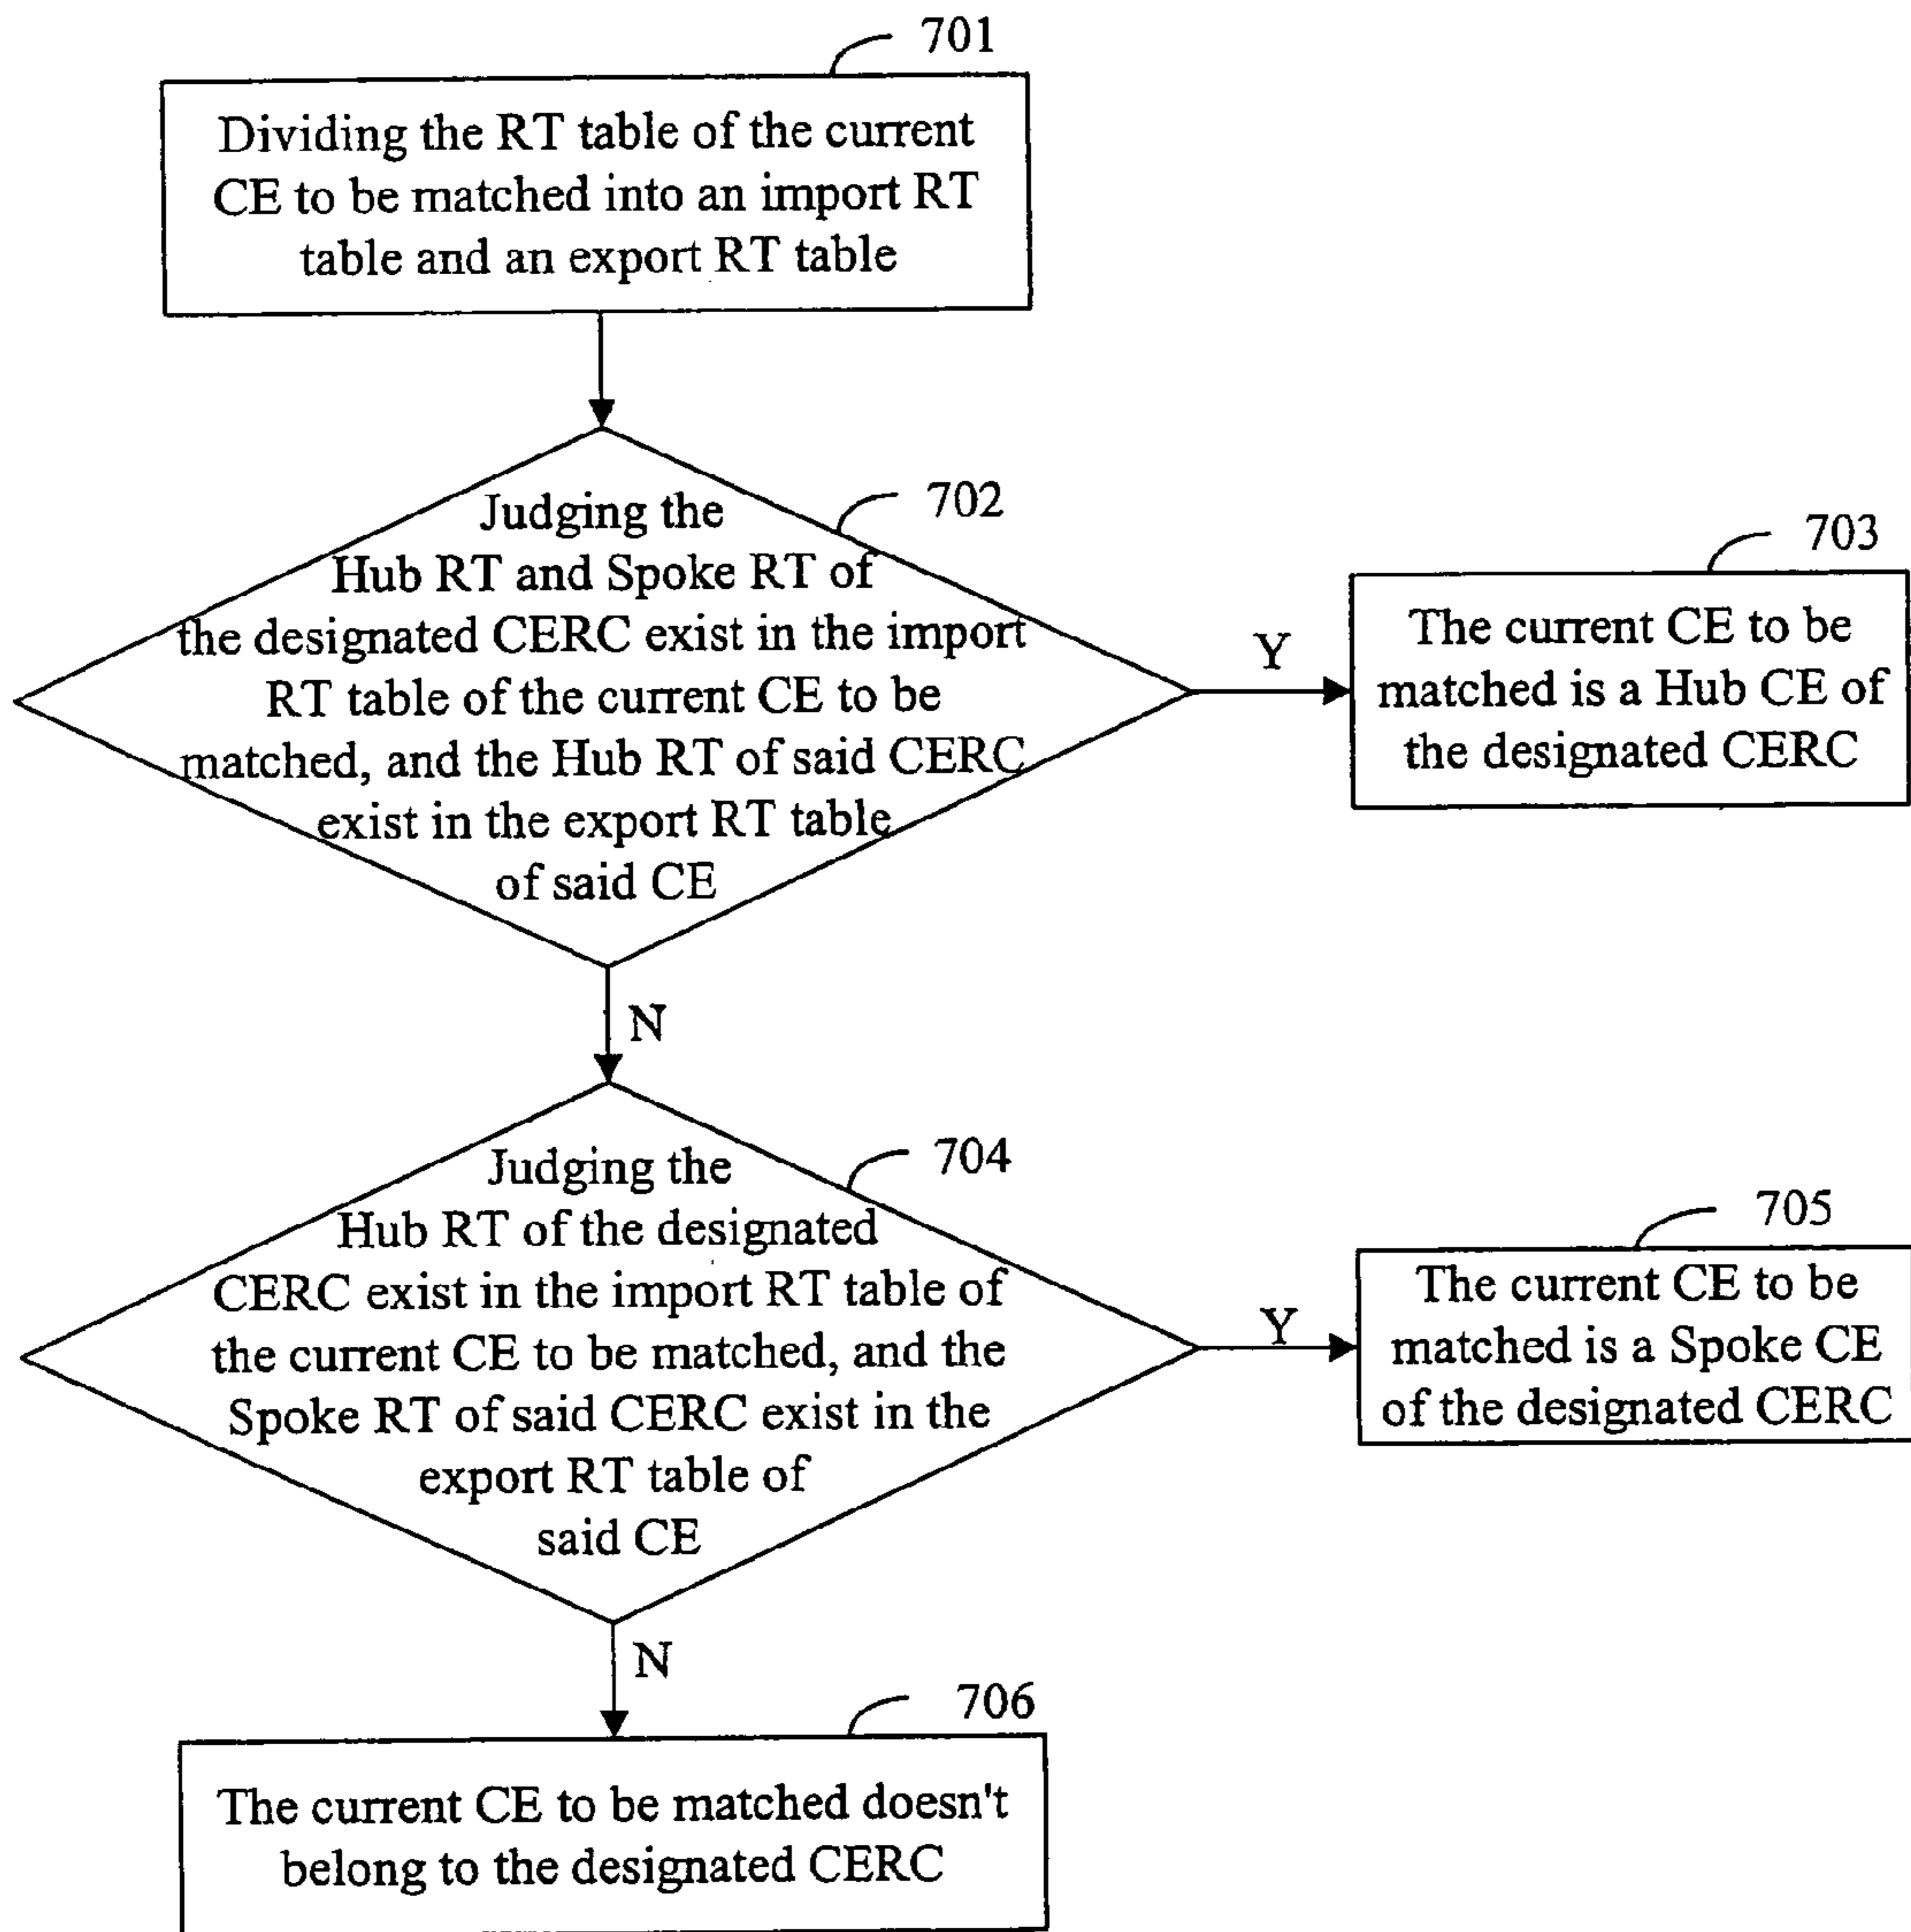 701
Dividing the RT table of the current
CE to be matched into an import RT
table and an export RT table
702
Judging the
Hub RT and Spoke RT of
the designated CERC exist in the import
RT table of the current CE to be
matched, and the Hub RT of said CERC
exist in the export RT table
of said CE
Y
703
The current CE to be
matched is a Hub CE of
the designated CERC
N
704
Judging the
Hub RT of the designated
CERC exist in the import RT table of
the current CE to be matched, and the
Spoke RT of said CERC exist in the
export RT table of
said CE
Y
705
The current CE to be
matched is a Spoke CE
of the designated CERC
N
706
The current CE to be matched doesn't
belong to the designated CERC